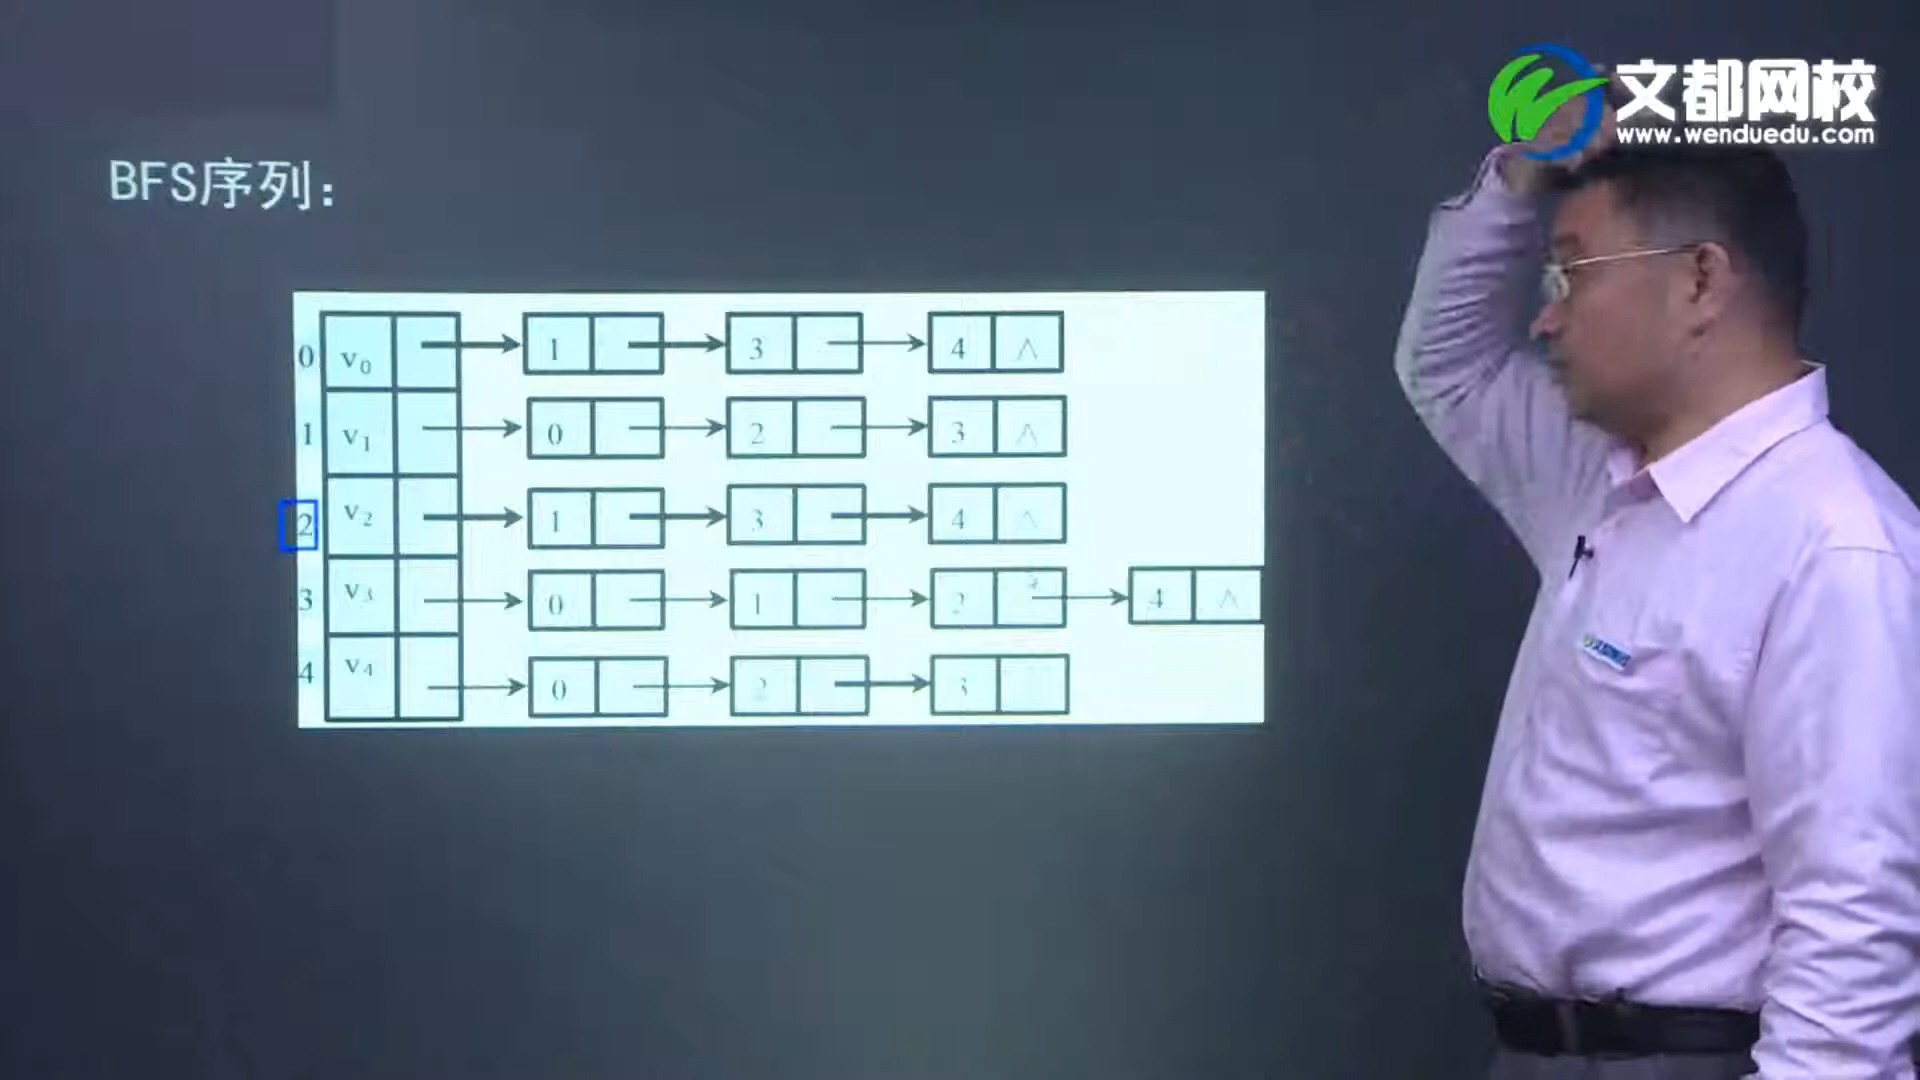 文都网校
www.wenduedu.com
BFS序列：
0 v0 1 3 4 ∧
1 v1 0 2 3 ∧
2 v2 1 3 4 ∧
3 v3 0 1 2 4 ∧
4 v4 0 2 3